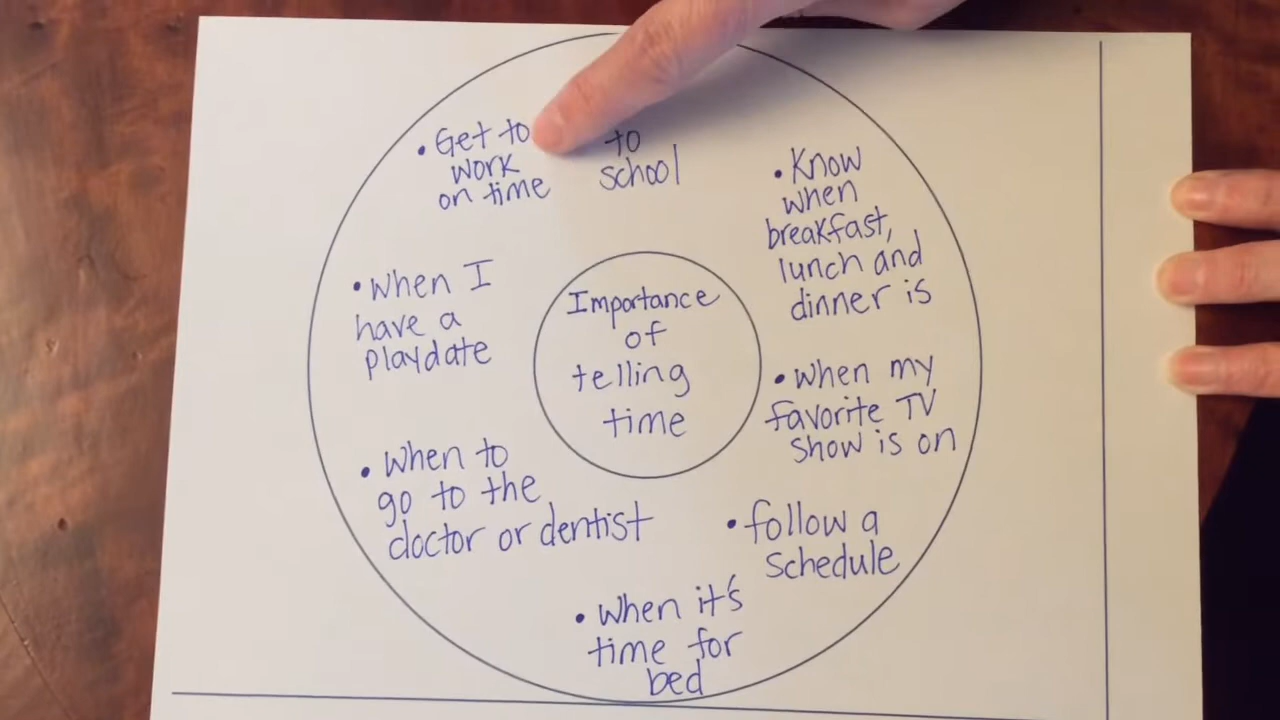 Importance
of
telling
time
• Get to
work
on time
to
school
• Know
when
breakfast,
lunch and
dinner is
• when my
favorite TV
show is on
• follow a
schedule
• when it's
time for
bed
• when to
go to the
doctor or dentist
• when I
have a
playdate